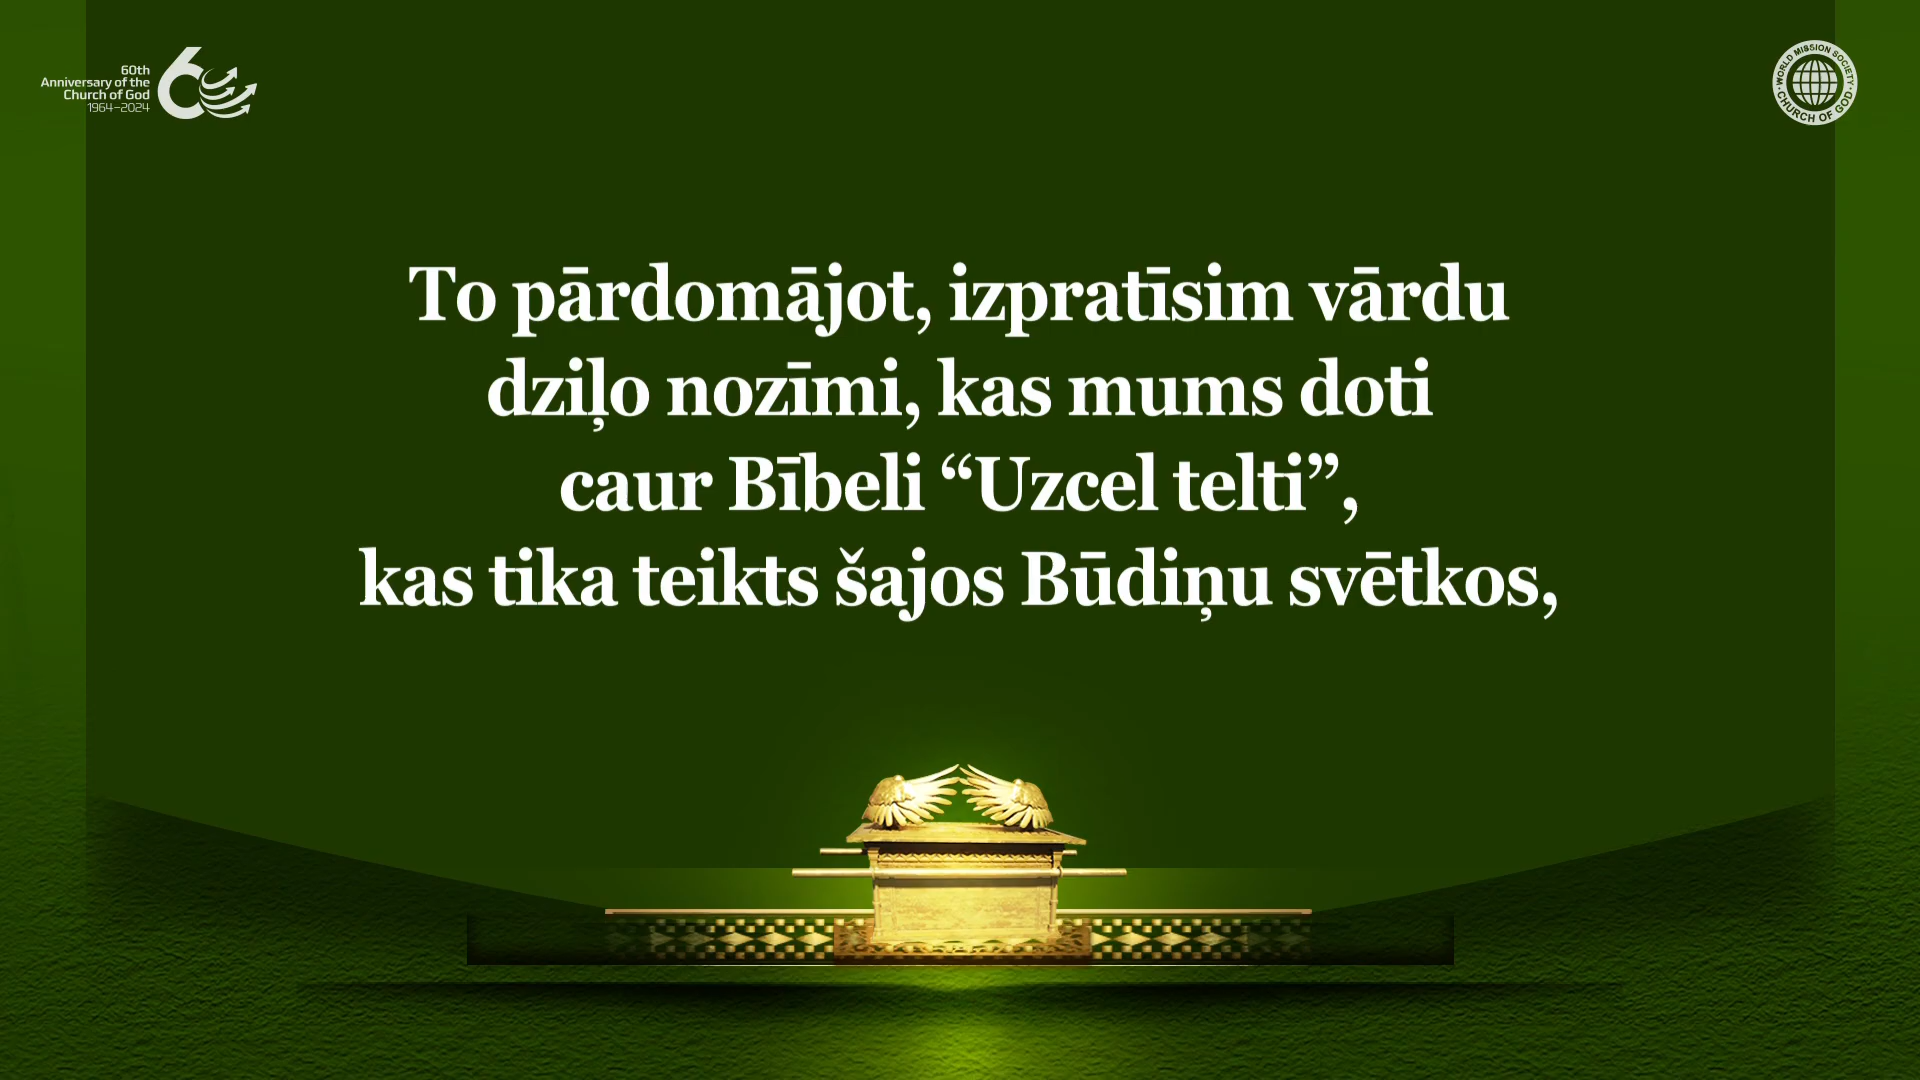 60th
Anniversary of the
Church of God
1964–2024
WORLD MISSION SOCIETY
CHURCH OF GOD
To pārdomājot, izpratīsim vārdu
dziļo nozīmi, kas mums doti
caur Bībeli “Uzcel telti”,
kas tika teikts šajos Būdiņu svētkos,